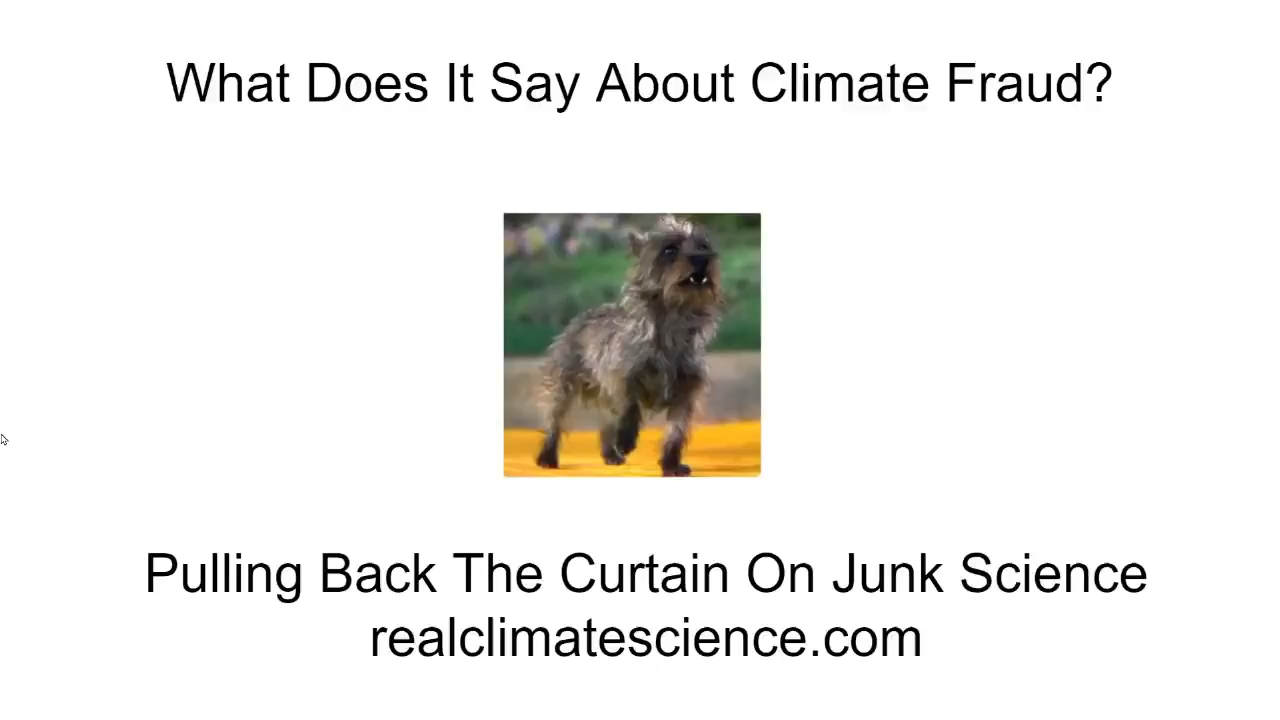 What Does It Say About Climate Fraud?
Pulling Back The Curtain On Junk Science
realclimatescience.com